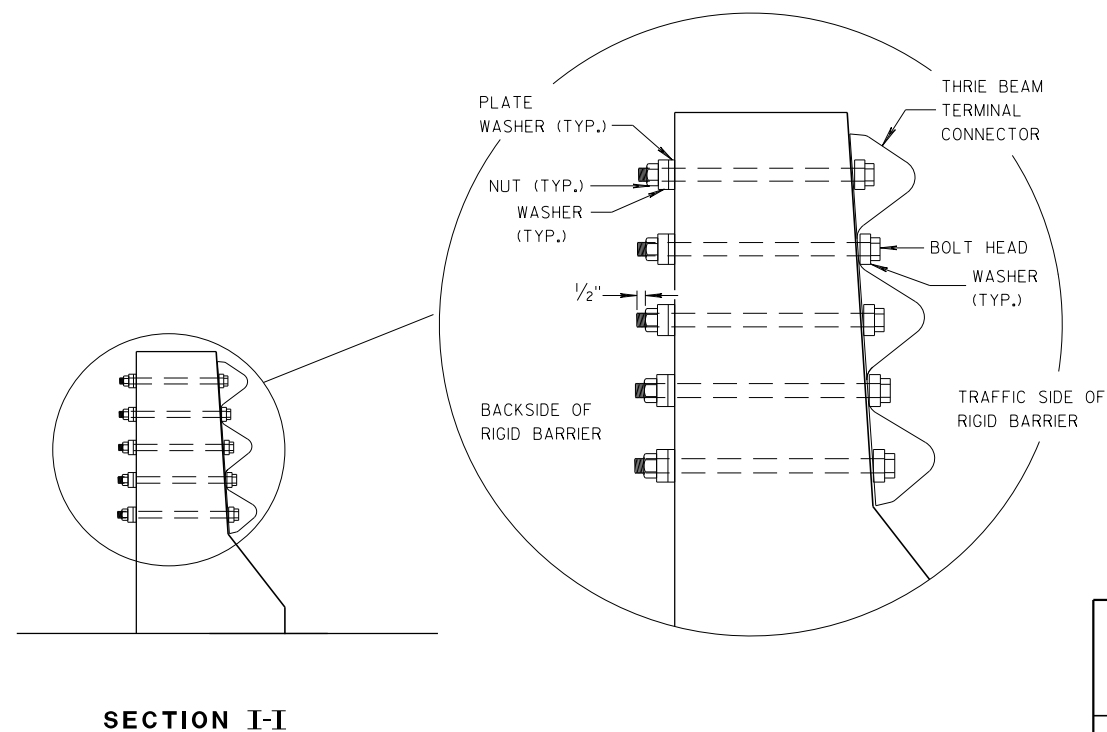 PLATE
WASHER (TYP.)
NUT (TYP.)
WASHER
(TYP.)
1/2"
BACKSIDE OF
RIGID BARRIER
THRIE BEAM
TERMINAL
CONNECTOR
BOLT HEAD
WASHER
(TYP.)
TRAFFIC SIDE OF
RIGID BARRIER
SECTION I-I